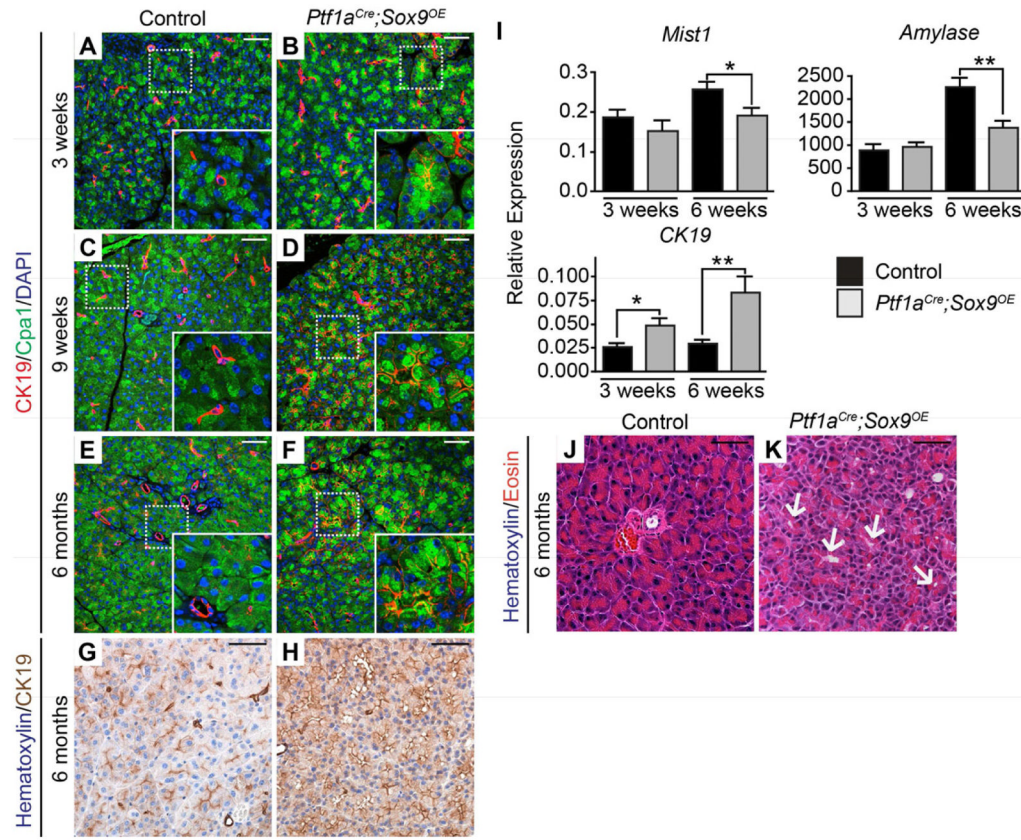 Control
Ptf1aCre;Sox9OE
CK19/Cpa1/DAPI
3 weeks
A
B
9 weeks
C
D
6 months
E
F
Hematoxylin/CK19
6 months
G
H
I
Relative Expression
Mist1
*
0.3
0.2
0.1
0.0
3 weeks 6 weeks
Amylase
**
2500
2000
1500
1000
500
0
3 weeks 6 weeks
CK19
**
*
0.100
0.075
0.050
0.025
0.000
3 weeks 6 weeks
Control
Ptf1aCre;Sox9OE
Control
Ptf1aCre;Sox9OE
Hematoxylin/Eosin
6 months
J
K